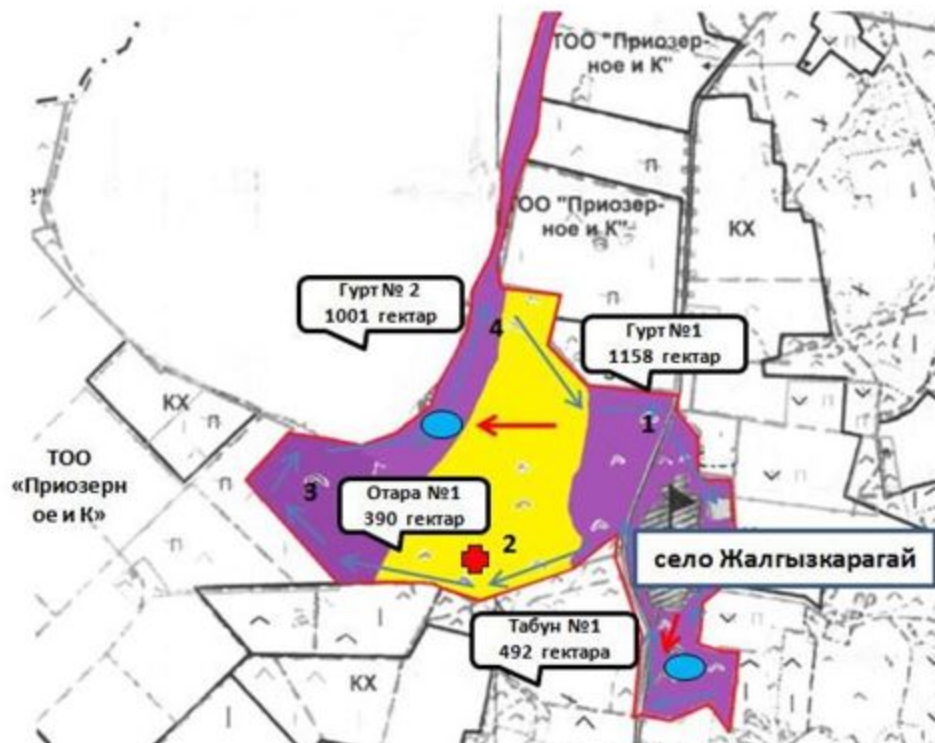 ТОО "Приозер-
ное и К"
П
П
ТОО "Приозер-
ное и К"
КХ
П
Гурт № 2
1001 гектар
4
Гурт №1
1158 гектар
КХ
П
1
ТОО
«Приозерн
ое и К»
П
3
Отара №1
390 гектар
2
П
село Жалгызкарагай
Табун №1
492 гектара
П
КХ